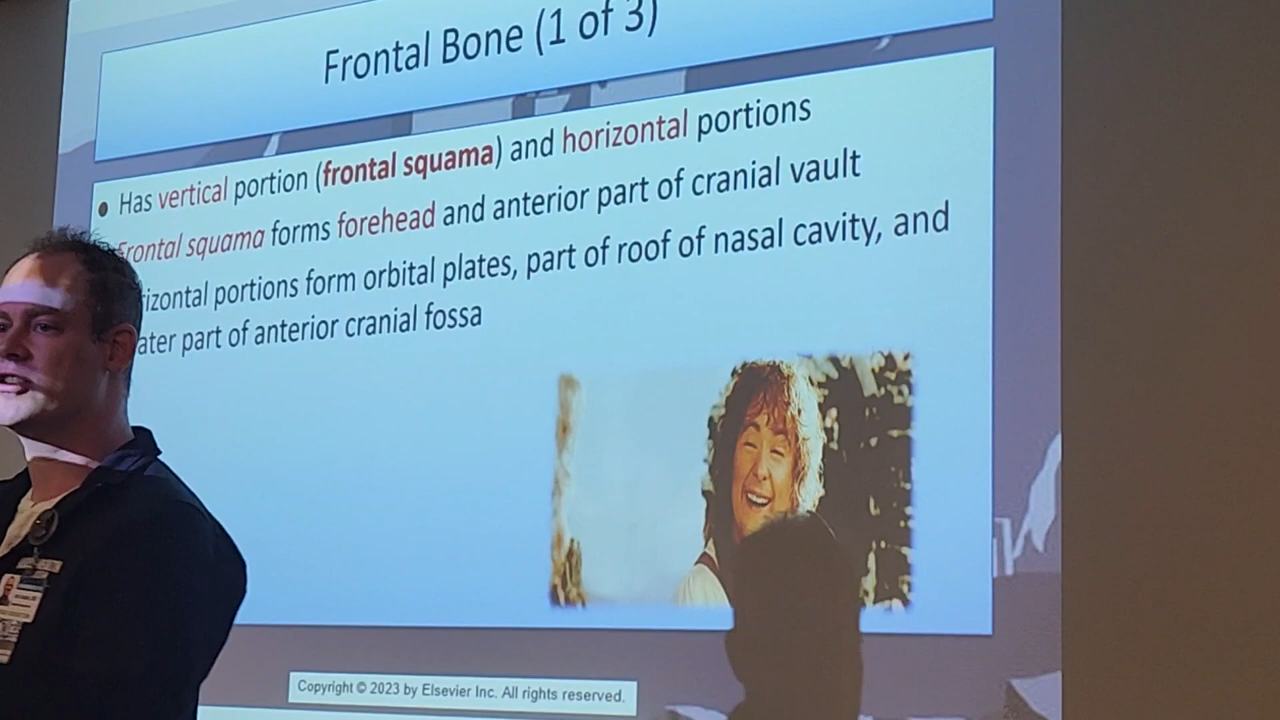 Frontal Bone (1 of 3)
• Has vertical portion (frontal squama) and horizontal portions
Frontal squama forms forehead and anterior part of cranial vault
rizontal portions form orbital plates, part of roof of nasal cavity, and
ater part of anterior cranial fossa
Copyright © 2023 by Elsevier Inc. All rights reserved.